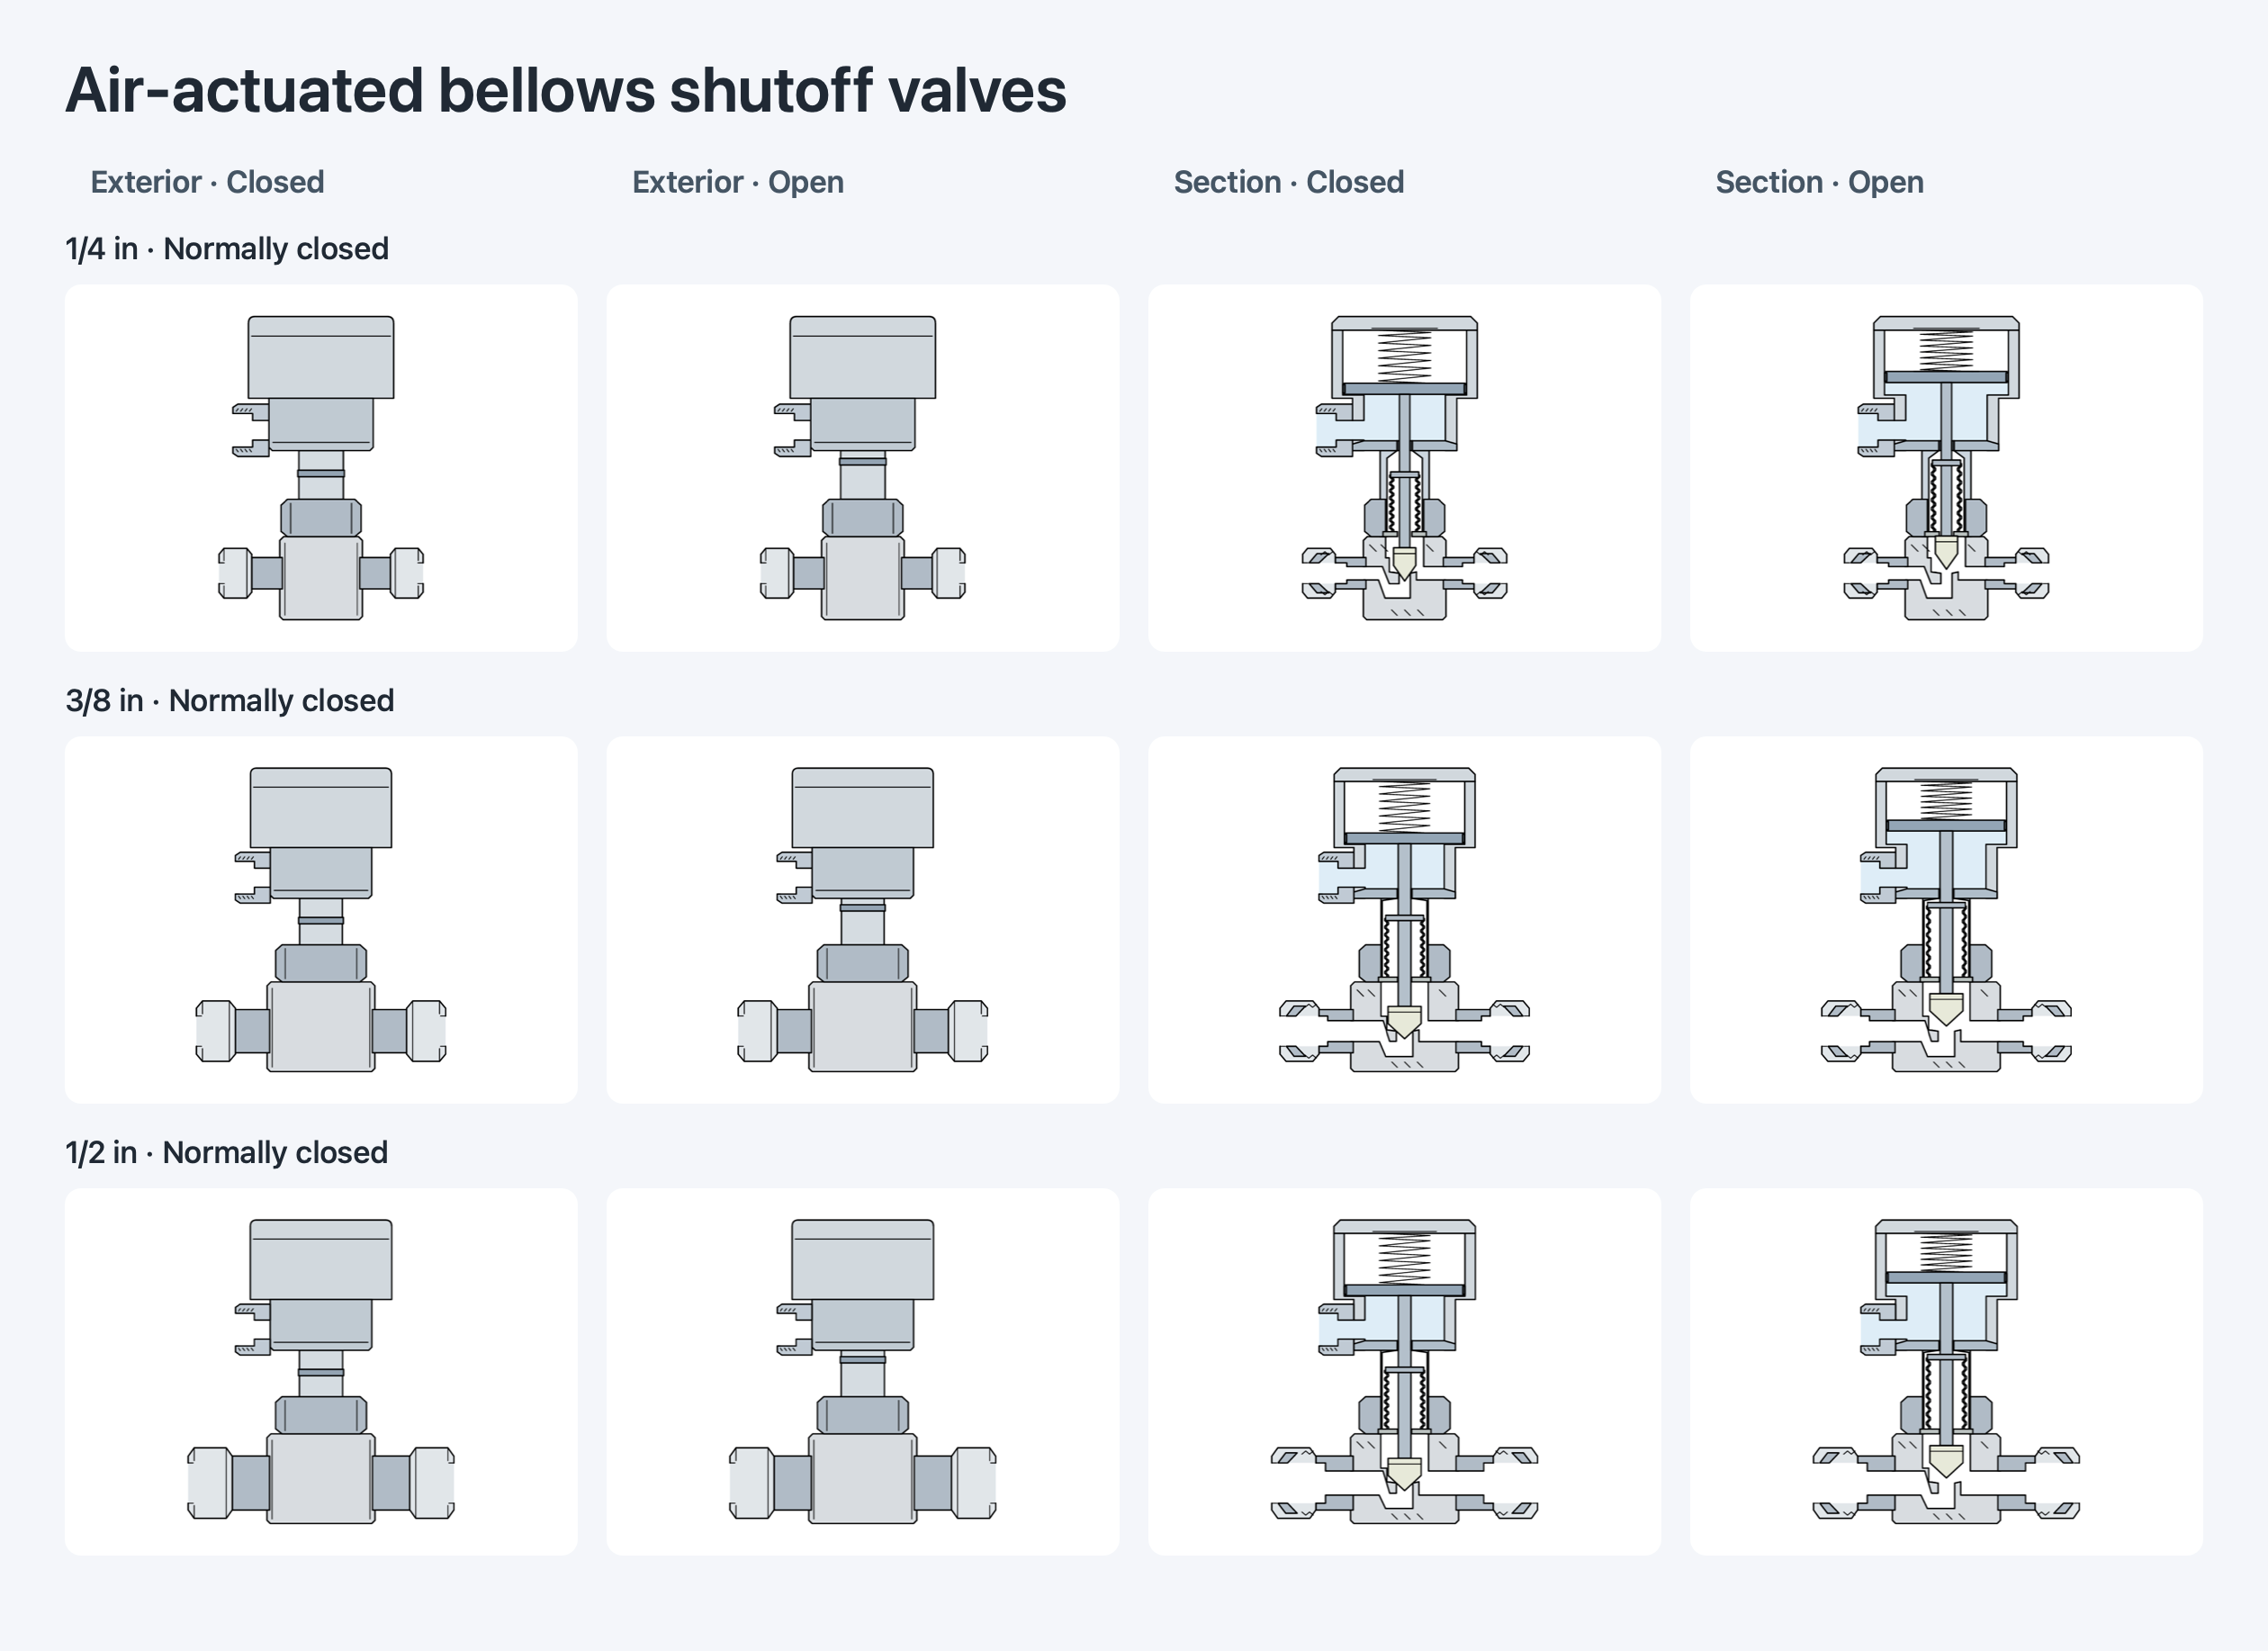 Air-actuated bellows shutoff valves
Exterior · Closed
Exterior · Open
Section · Closed
Section · Open
1/4 in · Normally closed
3/8 in · Normally closed
1/2 in · Normally closed